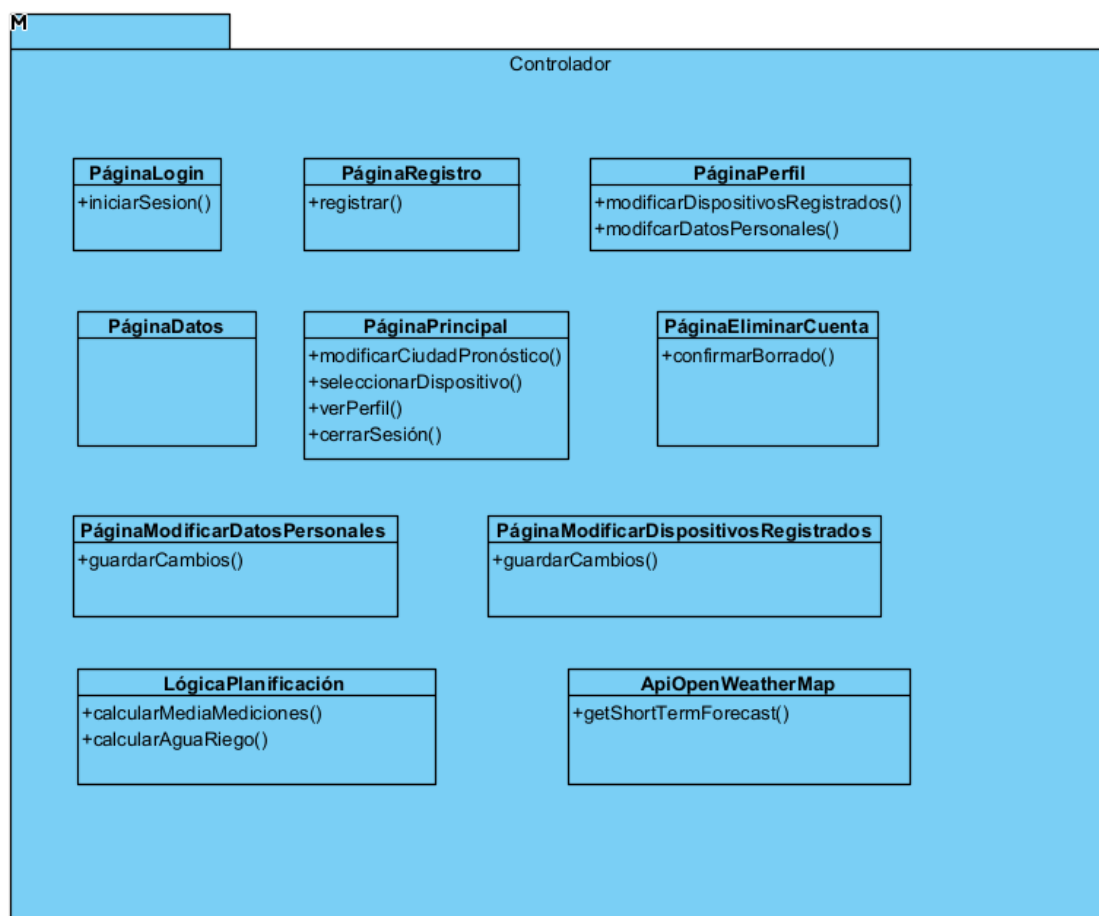 M
Controlador
PáginaLogin
+iniciarSesion()
PáginaRegistro
+registrar()
PáginaPerfil
+modificarDispositivosRegistrados()
+modifcarDatosPersonales()
PáginaDatos
PáginaPrincipal
+modificarCiudadPronóstico()
+seleccionarDispositivo()
+verPerfil()
+cerrarSesión()
PáginaEliminarCuenta
+confirmarBorrado()
PáginaModificarDatosPersonales
+guardarCambios()
PáginaModificarDispositivosRegistrados
+guardarCambios()
LógicaPlanificación
+calcularMediaMediciones()
+calcularAguaRiego()
ApiOpenWeatherMap
+getShortTermForecast()